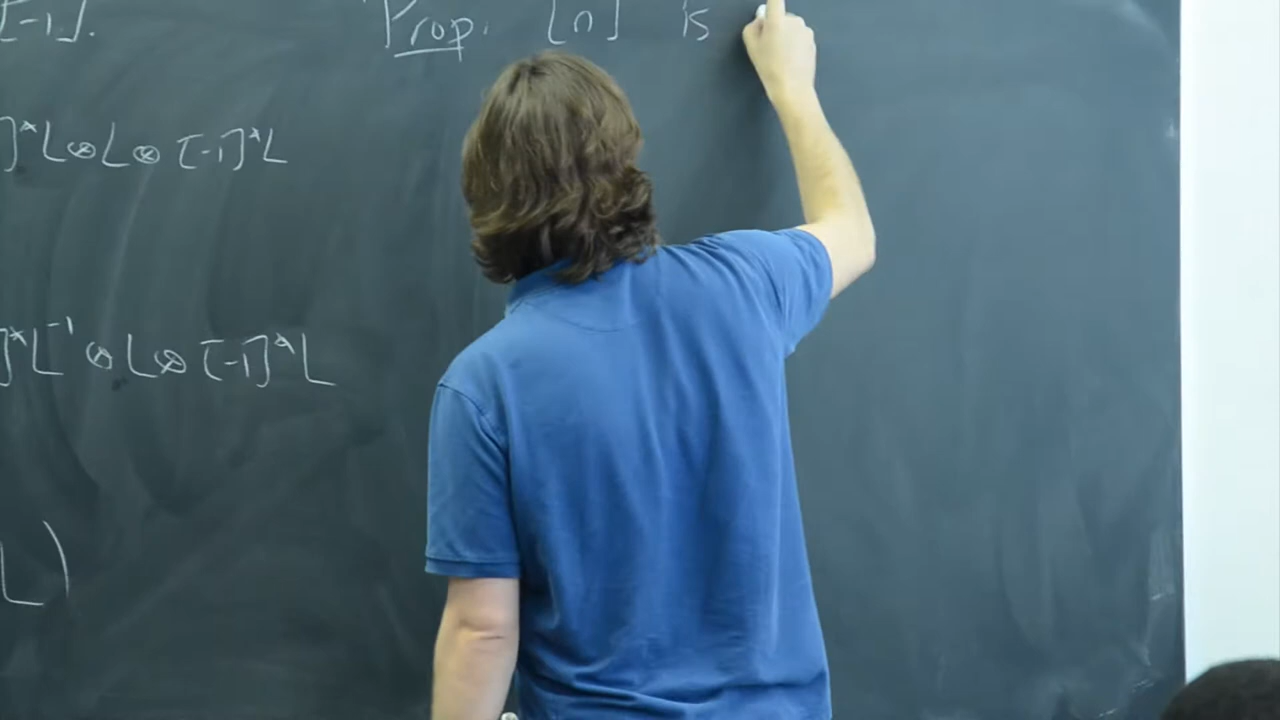 [-1]. Prop. [n] is
]*L⊗L⊗[-1]*L
]*L⁻¹⊗L⊗[-1]*L
L)